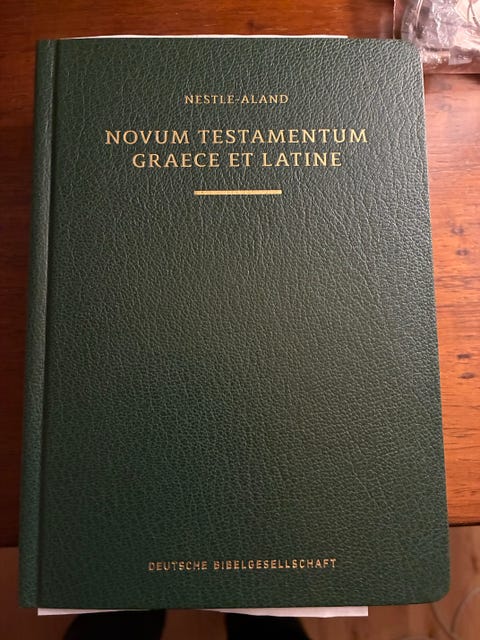 NESTLE-ALAND
NOVUM TESTAMENTUM
GRAECE ET LATINE
DEUTSCHE BIBELGESELLSCHAFT